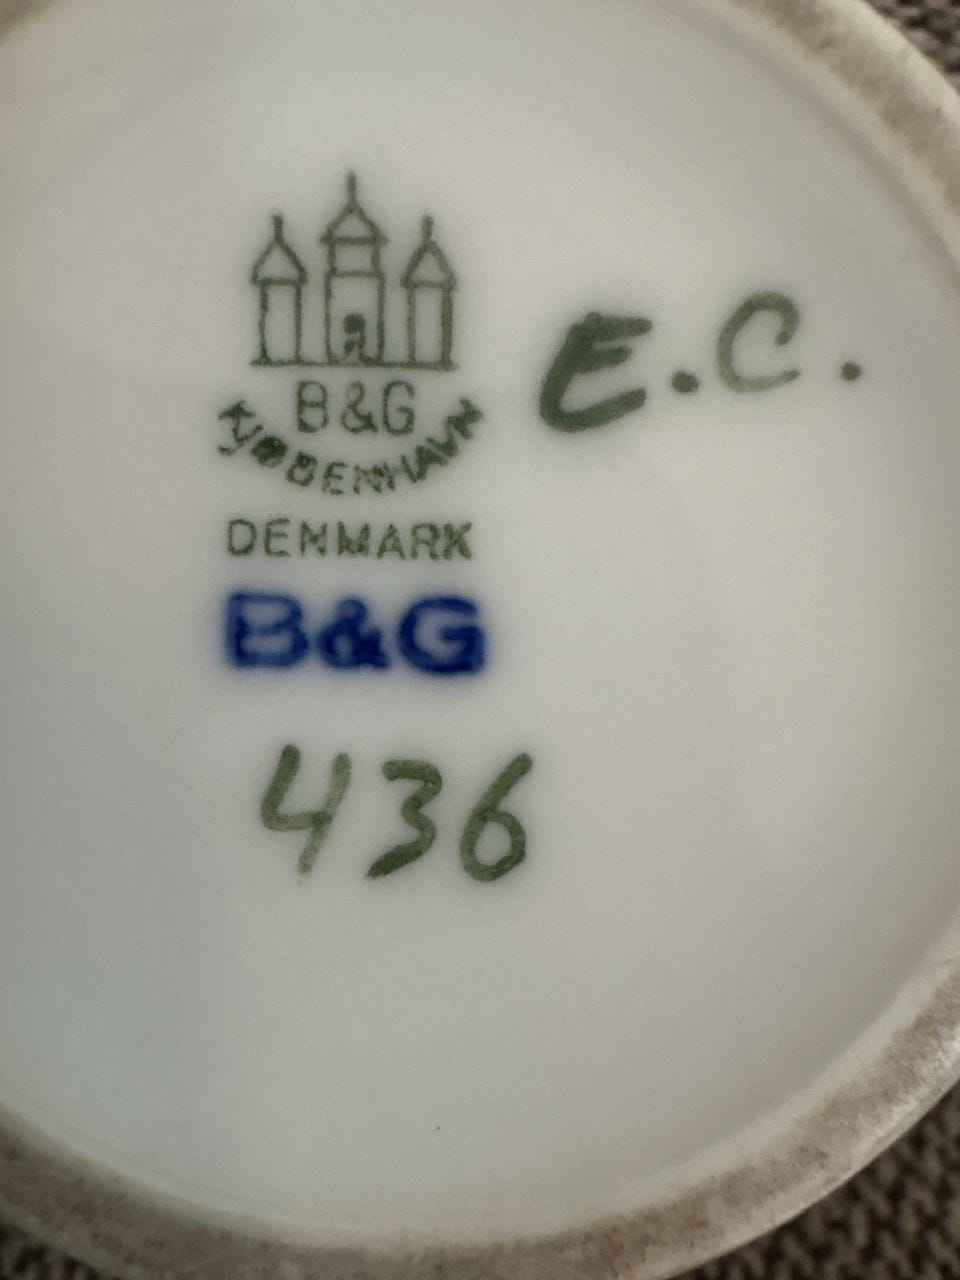 B&G
KJØBENHAVN
DENMARK
B&G
436
E.C.